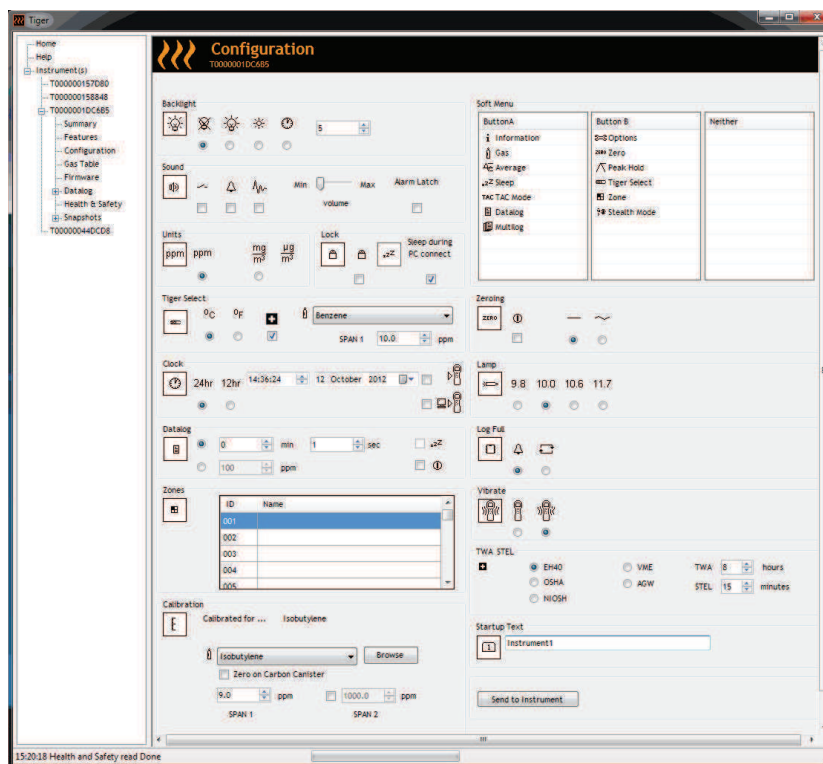 Tiger
Home
Help
Instrument(s)
T000000157D80
T000000158848
T0000001DC6B5
Summary
Features
Configuration
Gas Table
Firmware
Datalog
Health & Safety
Snapshots
T00000044DCD8
Configuration
T0000001DC6B5
Backlight
5
Sound
Min Max Alarm Latch
volume
Units
ppm ppm mg/m³ µg/m³
Lock
zZZ Sleep during
PC connect
Tiger Select
°C °F Benzene
SPAN 1 10.0 ppm
Clock
24hr 12hr 14:36:24 12 October 2012
Datalog
0 min 1 sec zZZ
100 ppm
Zones
ID Name
001
002
003
004
005
Calibration
Calibrated for ... Isobutylene
Isobutylene Browse
Zero on Carbon Canister
9.0 ppm 1000.0 ppm
SPAN 1 SPAN 2
Soft Menu
ButtonA Button B Neither
Information Options
Gas ZERO Zero
Average Peak Hold
zZZ Sleep Tiger Select
TAC TAC Mode Zone
Datalog Stealth Mode
Multilog
Zeroing
ZERO
Lamp
9.8 10.0 10.6 11.7
Log Full
Vibrate
TWA STEL
EH40 VME TWA 8 hours
OSHA AGW STEL 15 minutes
NIOSH
Startup Text
Instrument1
Send to Instrument
15:20:18 Health and Safety read Done